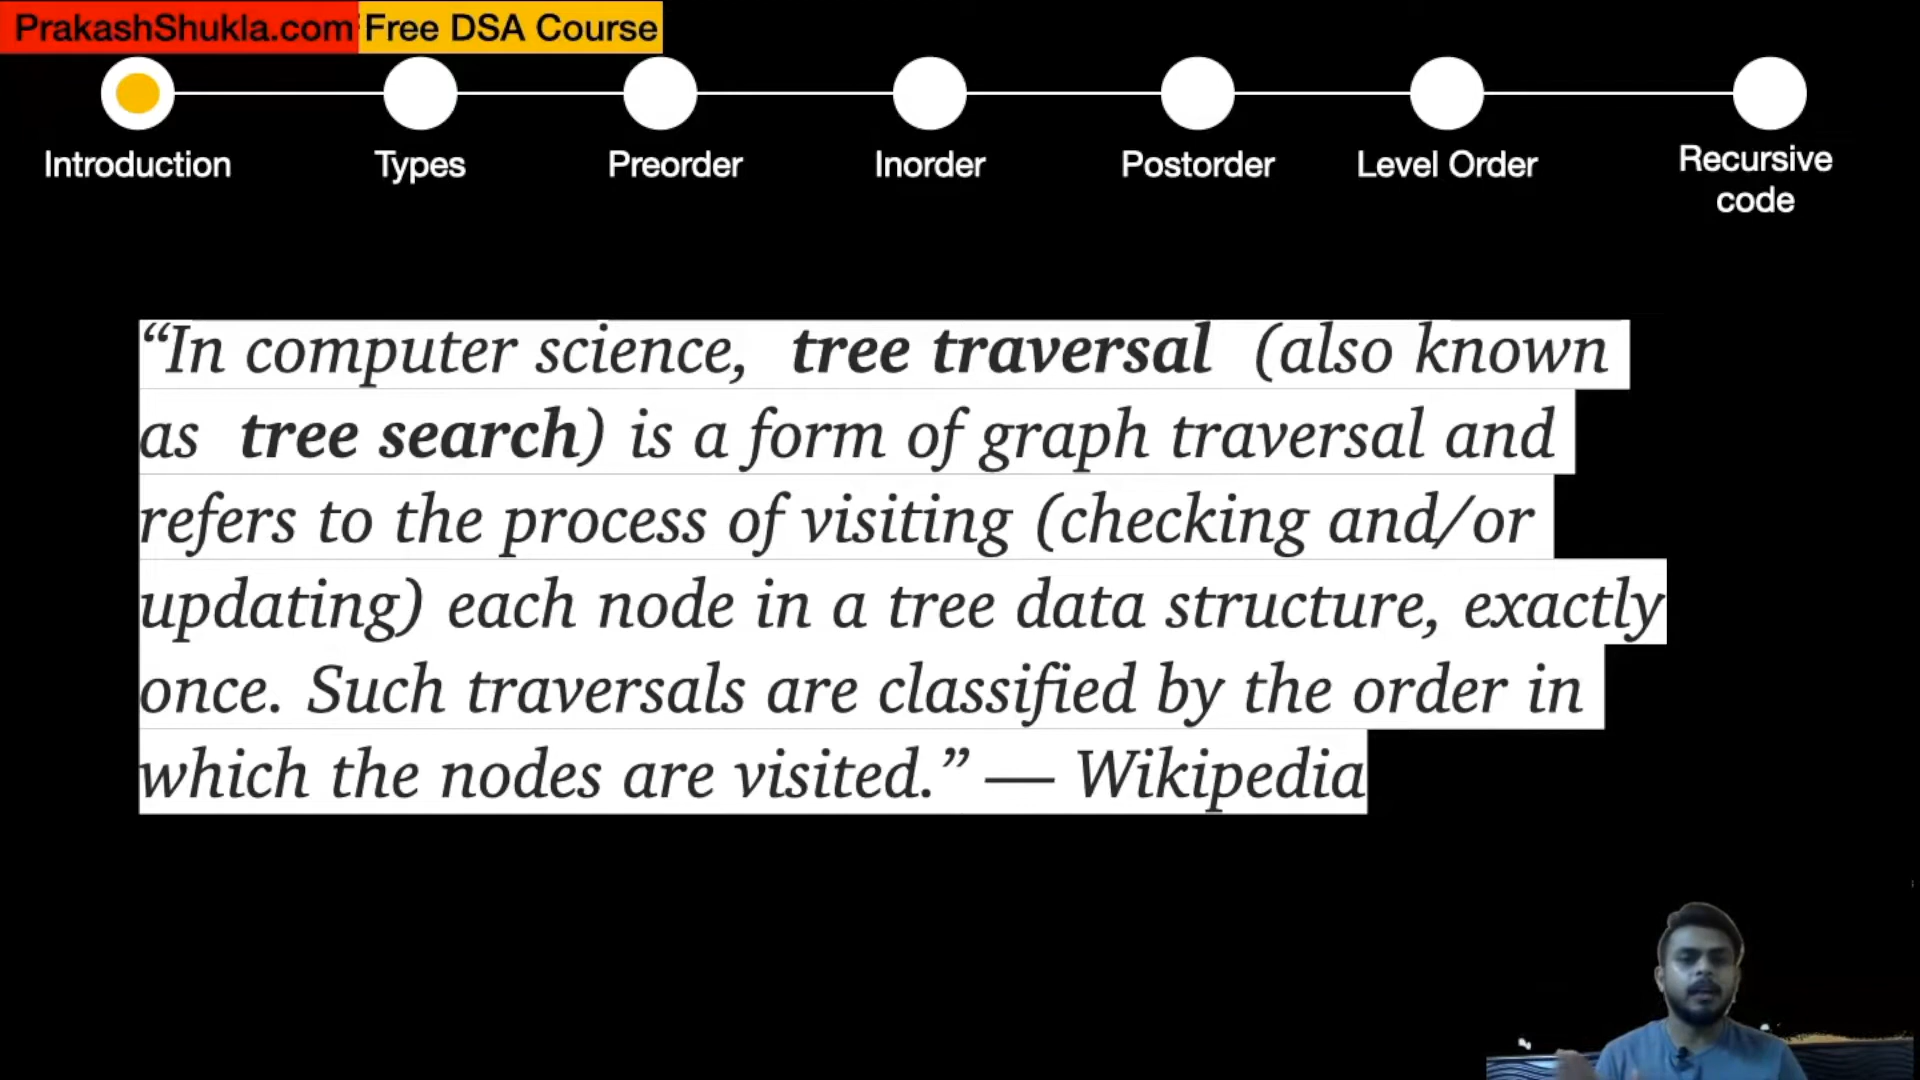 PrakashShukla.com Free DSA Course
Introduction Types Preorder Inorder Postorder Level Order Recursive
code
“In computer science, tree traversal (also known
as tree search) is a form of graph traversal and
refers to the process of visiting (checking and/or
updating) each node in a tree data structure, exactly
once. Such traversals are classified by the order in
which the nodes are visited.” — Wikipedia